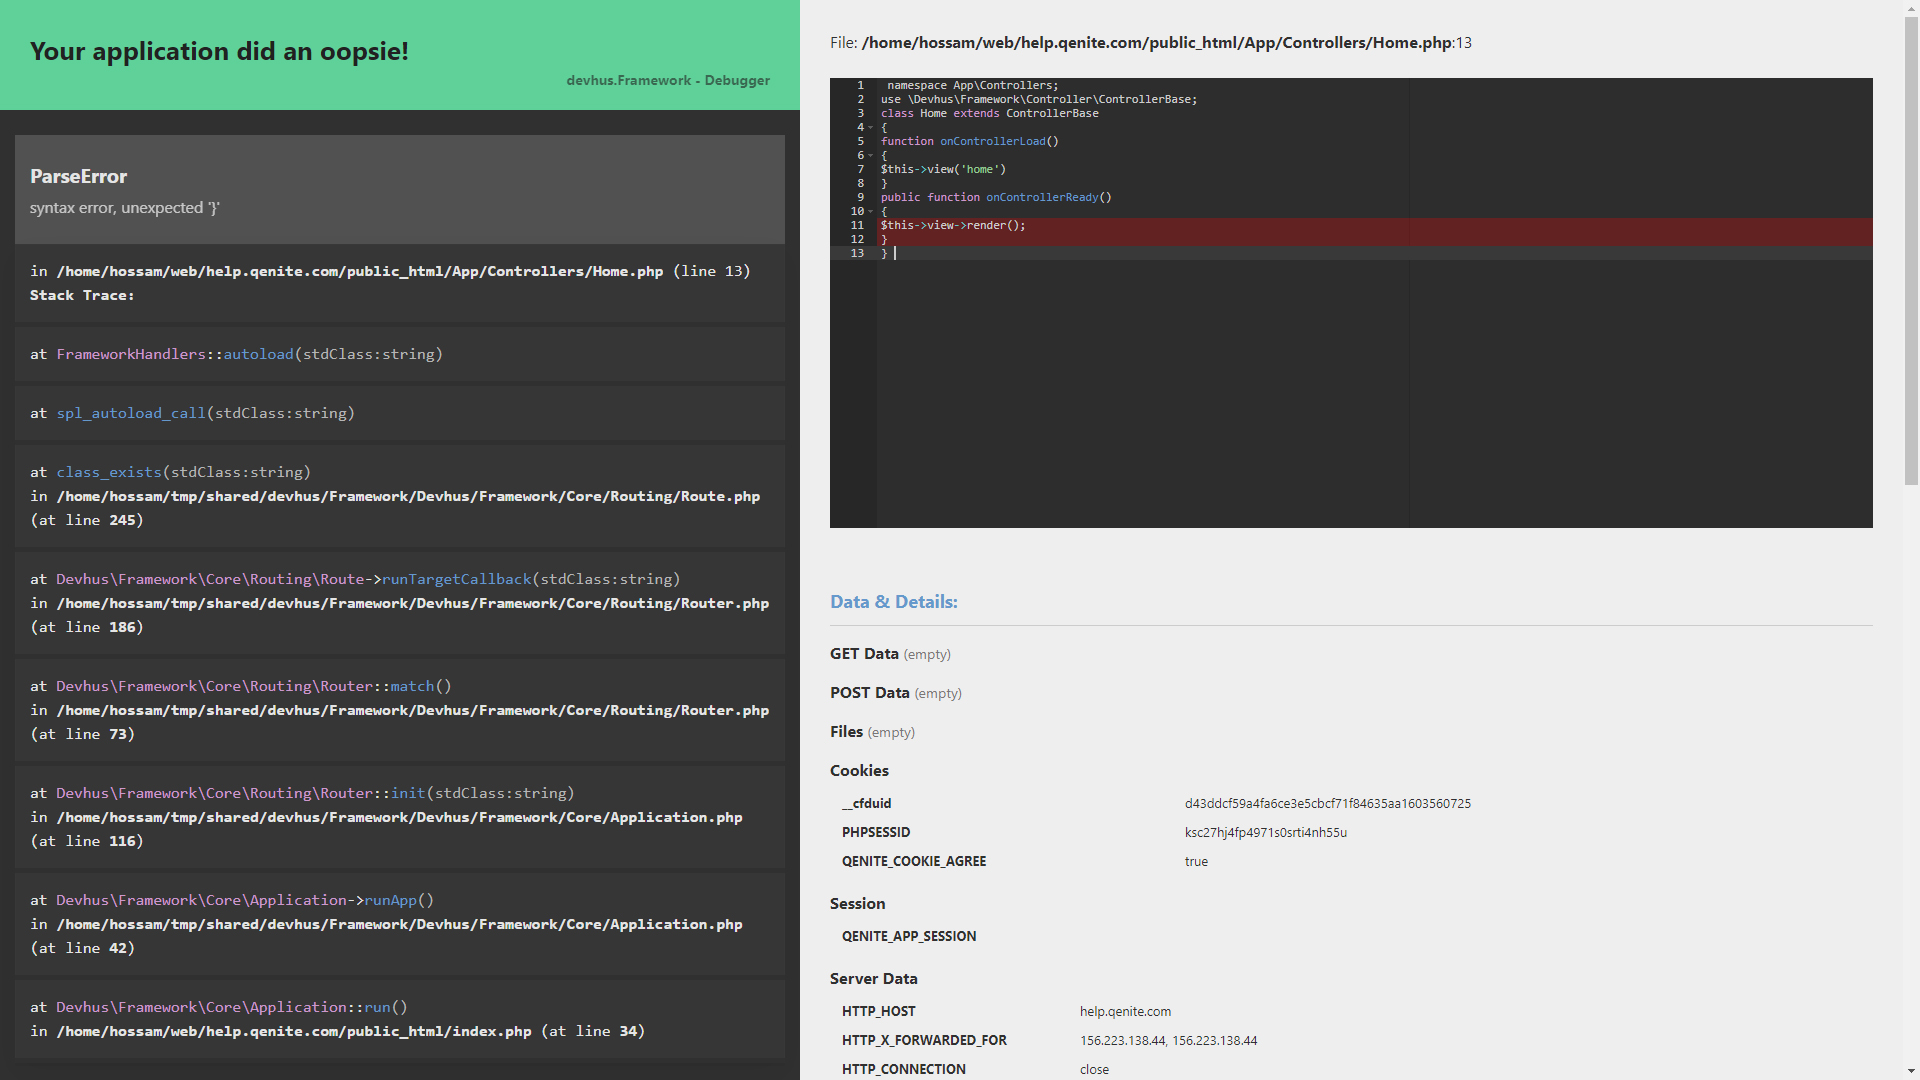 Your application did an oopsie!
devhus.Framework - Debugger
ParseError
syntax error, unexpected '}'
in /home/hossam/web/help.qenite.com/public_html/App/Controllers/Home.php (line 13)
Stack Trace:
at FrameworkHandlers::autoload(stdClass:string)
at spl_autoload_call(stdClass:string)
at class_exists(stdClass:string)
in /home/hossam/tmp/shared/devhus/Framework/Devhus/Framework/Core/Routing/Route.php
(at line 245)
at Devhus\Framework\Core\Routing\Route->runTargetCallback(stdClass:string)
in /home/hossam/tmp/shared/devhus/Framework/Devhus/Framework/Core/Routing/Router.php
(at line 186)
at Devhus\Framework\Core\Routing\Router::match()
in /home/hossam/tmp/shared/devhus/Framework/Devhus/Framework/Core/Routing/Router.php
(at line 73)
at Devhus\Framework\Core\Routing\Router::init(stdClass:string)
in /home/hossam/tmp/shared/devhus/Framework/Devhus/Framework/Core/Application.php
(at line 116)
at Devhus\Framework\Core\Application->runApp()
in /home/hossam/tmp/shared/devhus/Framework/Devhus/Framework/Core/Application.php
(at line 42)
at Devhus\Framework\Core\Application::run()
in /home/hossam/web/help.qenite.com/public_html/index.php (at line 34)
File: /home/hossam/web/help.qenite.com/public_html/App/Controllers/Home.php:13
1 namespace App\Controllers;
2 use \Devhus\Framework\Controller\ControllerBase;
3 class Home extends ControllerBase
4 {
5 function onControllerLoad()
6 {
7 $this->view('home')
8 }
9 public function onControllerReady()
10 {
11 $this->view->render();
12 }
13 }
Data & Details:
GET Data (empty)
POST Data (empty)
Files (empty)
Cookies
__cfduid d43ddcf59a4fa6ce3e5cbcf71f84635aa1603560725
PHPSESSID ksc27hj4fp4971s0srti4nh55u
QENITE_COOKIE_AGREE true
Session
QENITE_APP_SESSION
Server Data
HTTP_HOST help.qenite.com
HTTP_X_FORWARDED_FOR 156.223.138.44, 156.223.138.44
HTTP_CONNECTION close